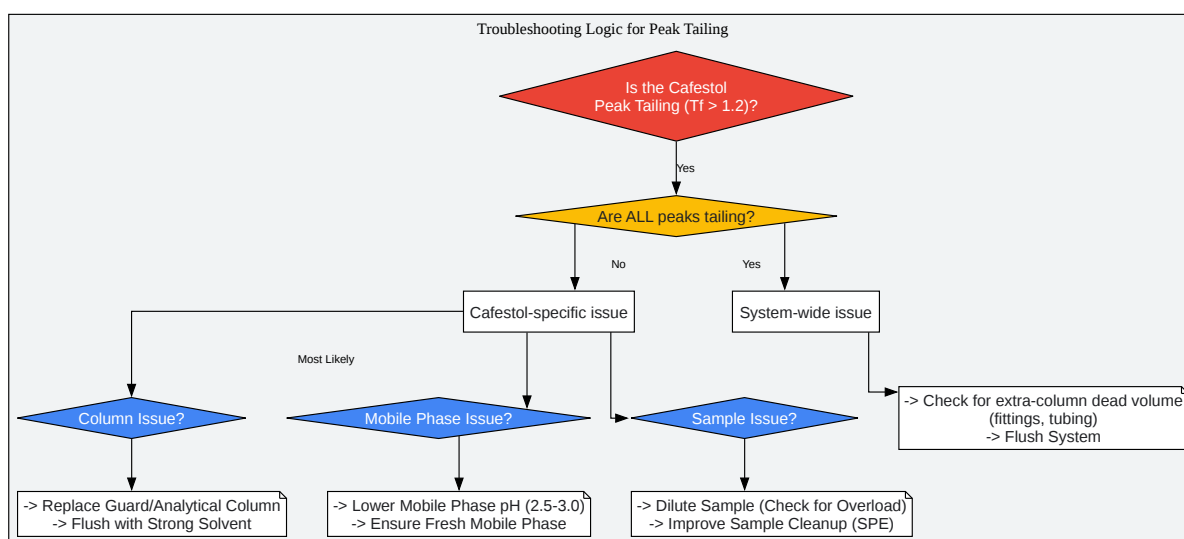 Troubleshooting Logic for Peak Tailing
Is the Cafestol
Peak Tailing (Tf > 1.2)?
Yes
Are ALL peaks tailing?
No
Yes
Cafestol-specific issue
System-wide issue
Most Likely
Column Issue?
Mobile Phase Issue?
Sample Issue?
-> Check for extra-column dead volume
(fittings, tubing)
-> Flush System
-> Replace Guard/Analytical Column
-> Flush with Strong Solvent
-> Lower Mobile Phase pH (2.5-3.0)
-> Ensure Fresh Mobile Phase
-> Dilute Sample (Check for Overload)
-> Improve Sample Cleanup (SPE)